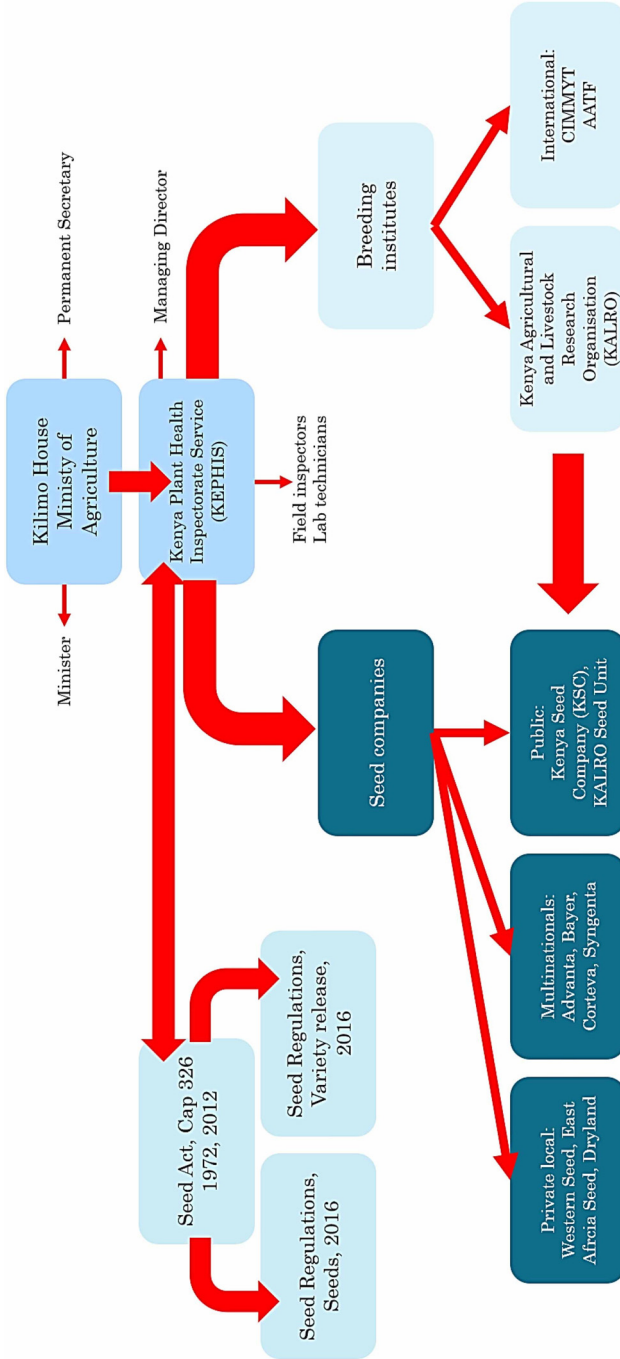 Kilimo House
Ministy of
Agriculture
Minister
Permanent Secretary
Kenya Plant Health
Inspectorate Service
(KEPHIS)
Managing Director
Field inspectors
Lab technicians
Seed Act, Cap 326
1972, 2012
Seed Regulations,
Seeds, 2016
Seed Regulations,
Variety release,
2016
Seed companies
Breeding
institutes
Private local:
Western Seed, East
Afrcia Seed, Dryland
Multinationals:
Advanta, Bayer,
Corteva, Syngenta
Public:
Kenya Seed
Company (KSC),
KALRO Seed Unit
Kenya Agricultural
and Livestock
Research
Organisation
(KALRO)
International:
CIMMYT
AATF